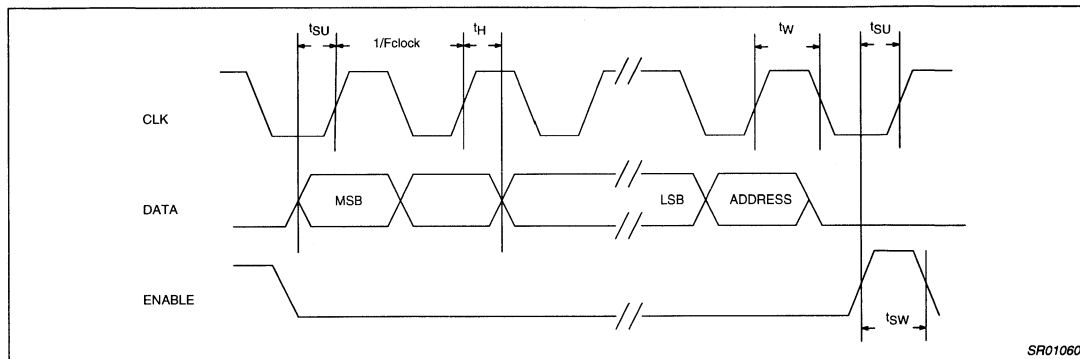 tSU
1/Fclock
tH
tW
tSU
CLK
DATA
MSB
LSB
ADDRESS
ENABLE
tSW
SR01060